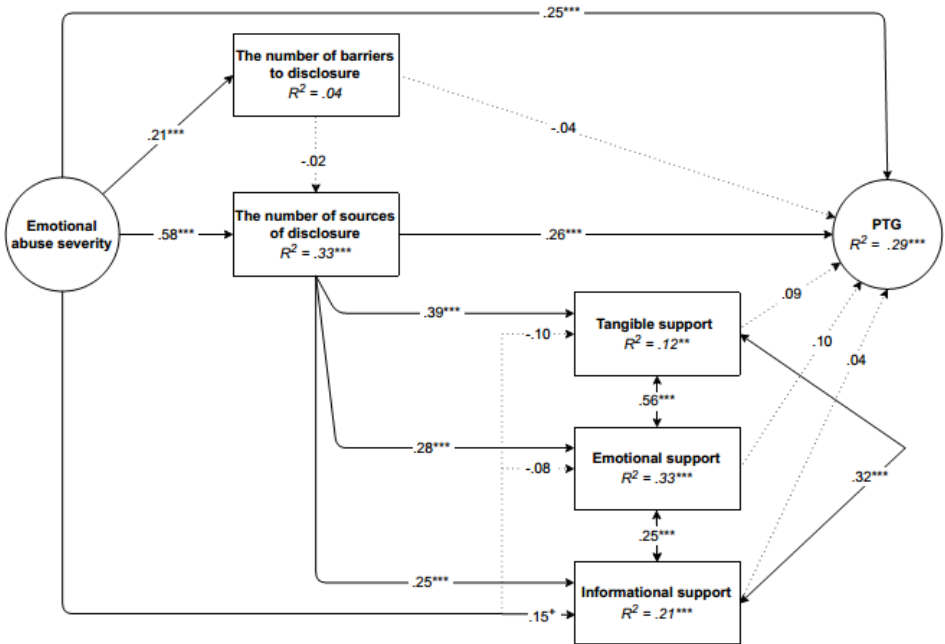 .25***
The number of barriers
to disclosure
R² = .04
.21***
-.04
-.02
Emotional
abuse severity
.58***
The number of sources
of disclosure
R² = .33***
.26***
PTG
R² = .29***
.39***
-.10
Tangible support
R² = .12**
.09
.10
.04
.56***
.28***
-.08
Emotional support
R² = .33***
.32***
.25***
.25***
Informational support
R² = .21***
.15⁺